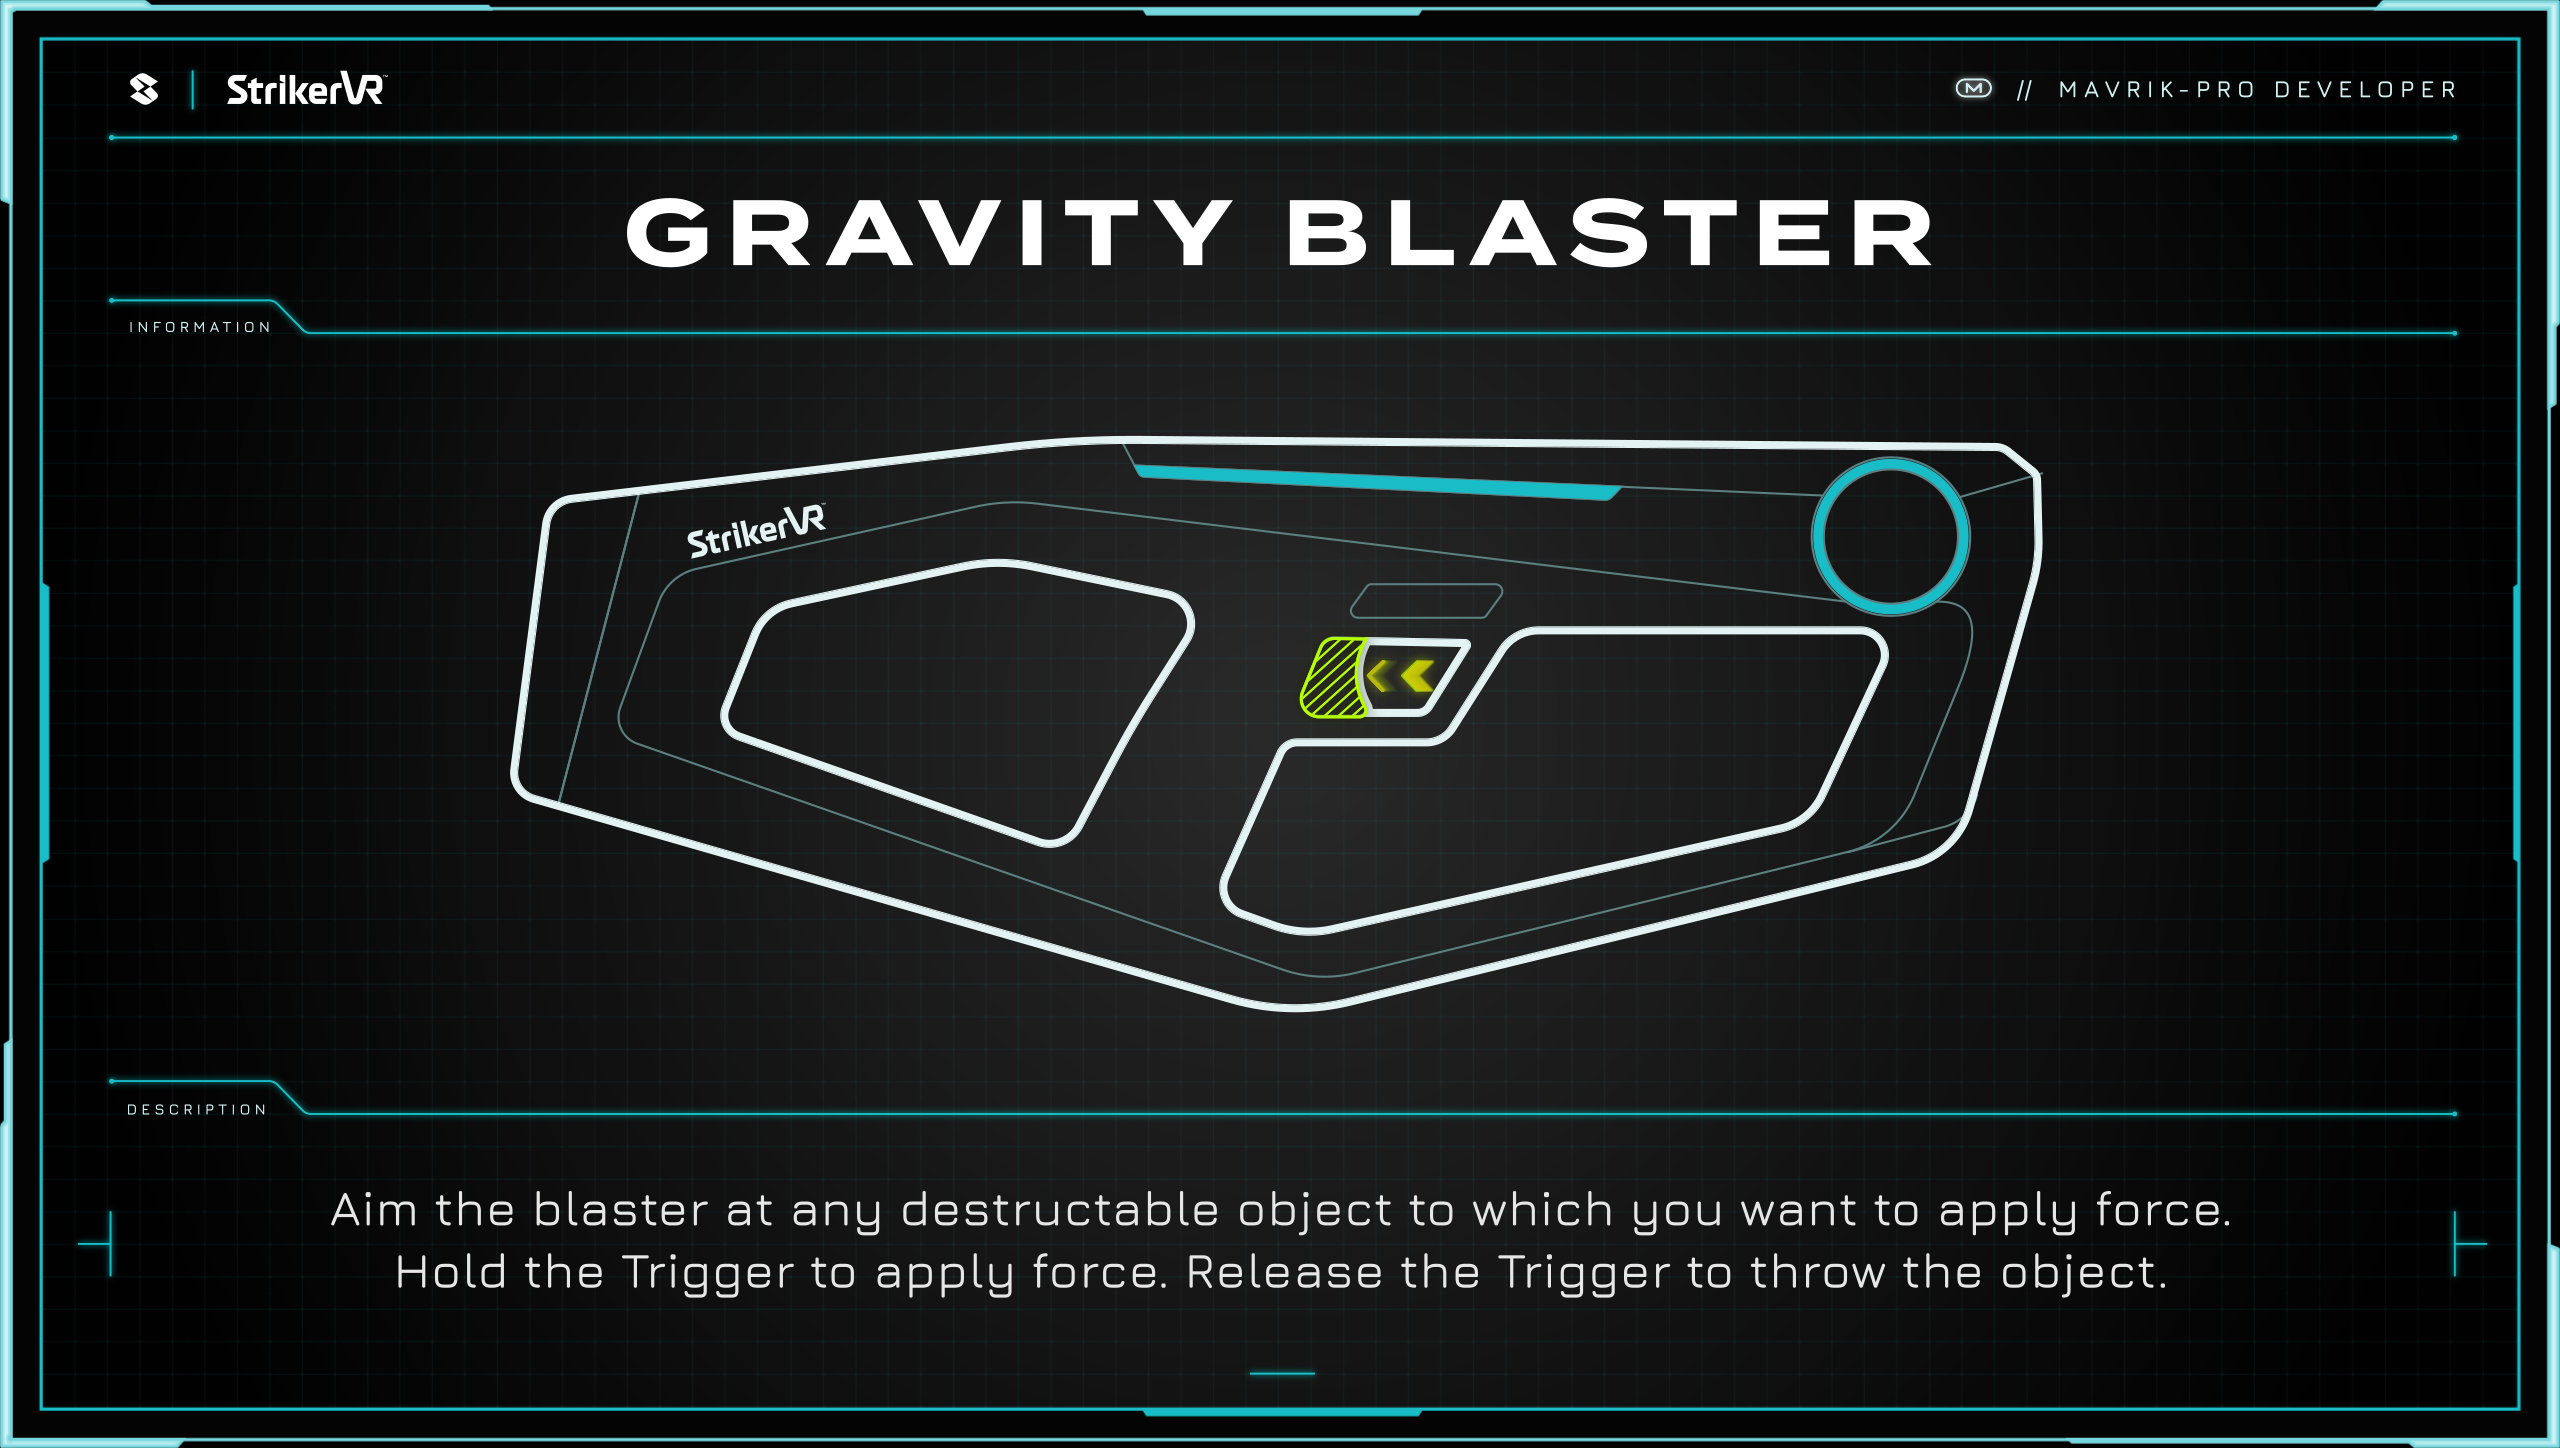 StrikerVR™
M // MAVRIK-PRO DEVELOPER
GRAVITY BLASTER
INFORMATION
StrikerVR
DESCRIPTION
Aim the blaster at any destructable object to which you want to apply force.
Hold the Trigger to apply force. Release the Trigger to throw the object.